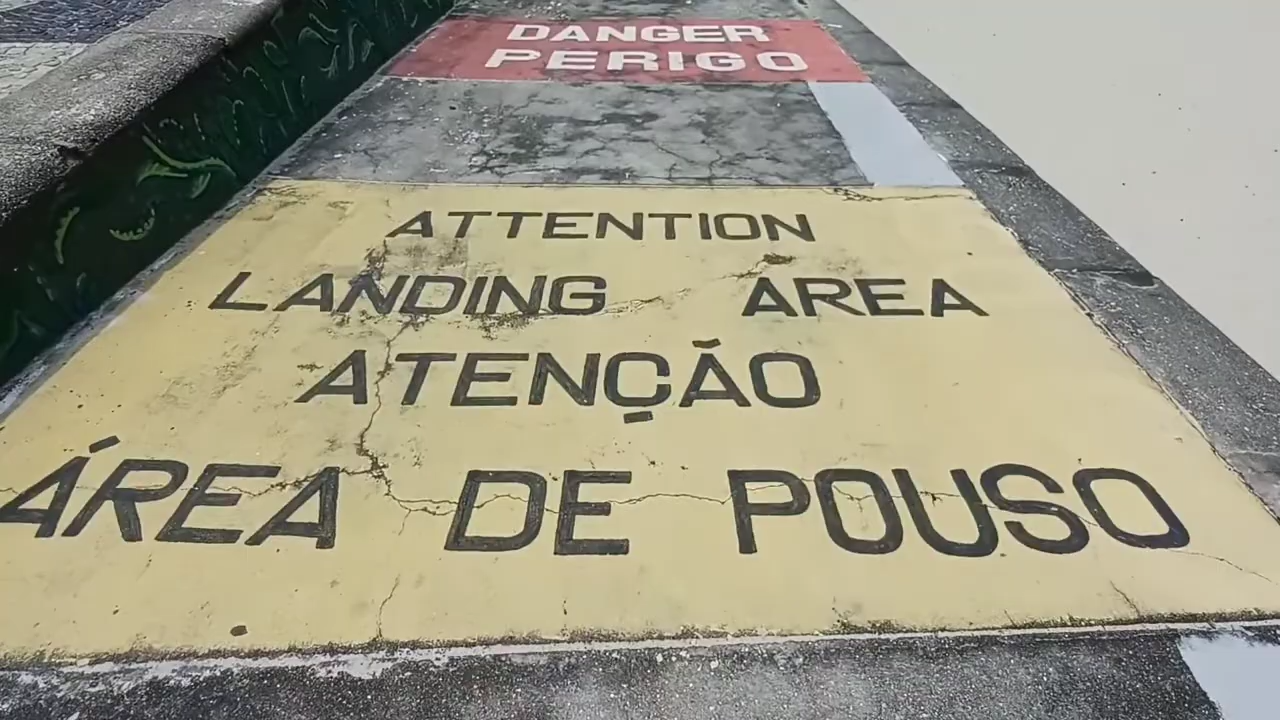 DANGER
PERIGO
ATTENTION
LANDING AREA
ATENÇÃO
ÁREA DE POUSO